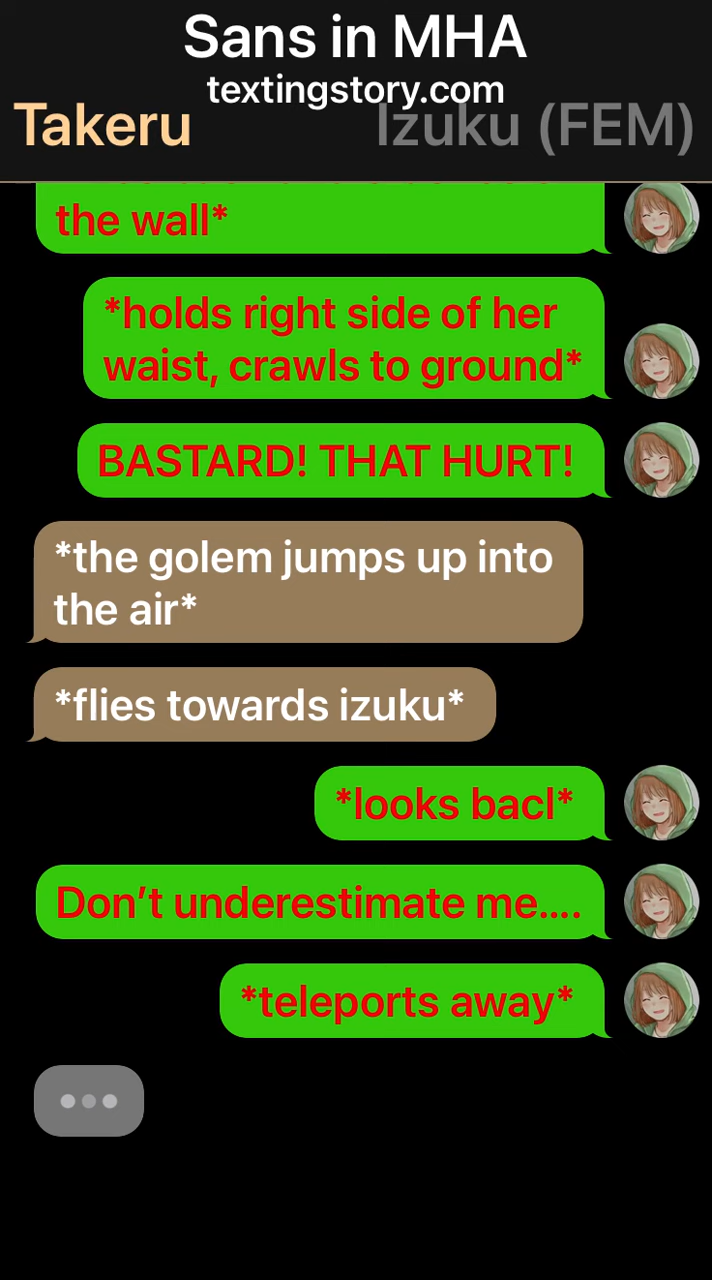 Sans in MHA
textingstory.com
Takeru
Izuku (FEM)
the wall*
*holds right side of her
waist, crawls to ground*
BASTARD! THAT HURT!
*the golem jumps up into
the air*
*flies towards izuku*
*looks bacl*
Don’t underestimate me....
*teleports away*